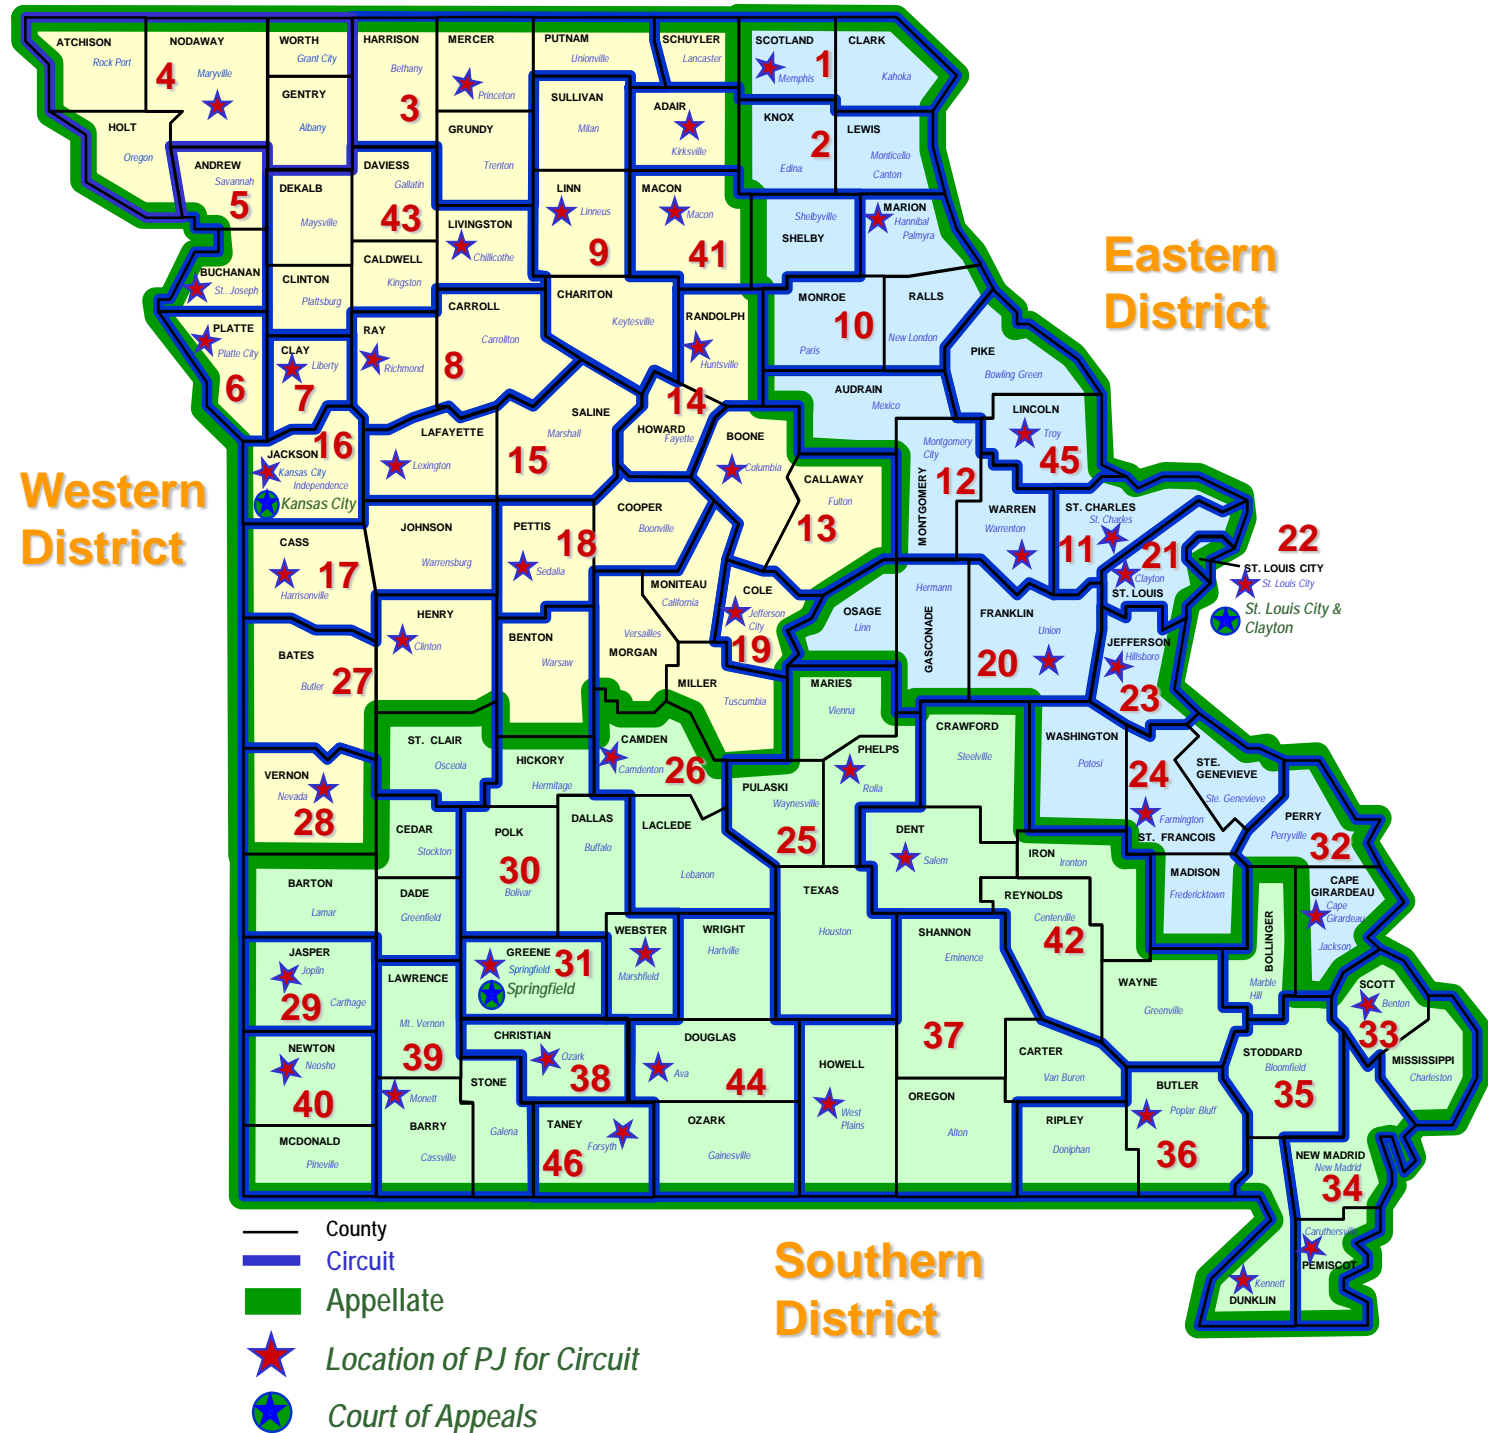 ATCHISON
Rock Port
NODAWAY
4
Maryville
WORTH
Grant City
HARRISON
Bethany
3
MERCER
Princeton
PUTNAM
Unionville
SCHUYLER
Lancaster
SCOTLAND
Memphis
1
CLARK
Kahoka
GENTRY
Albany
SULLIVAN
Milan
ADAIR
Kirksville
KNOX
Edina
2
LEWIS
Monticello
Canton
HOLT
Oregon
GRUNDY
Trenton
ANDREW
Savannah
5
DEKALB
Maysville
DAVIESS
Gallatin
43
LINN
Linneus
9
MACON
Macon
41
LIVINGSTON
Chillicothe
Shelbyville
SHELBY
MARION
Hannibal
Palmyra
Eastern
District
BUCHANAN
St.. Joseph
CLINTON
Plattsburg
CALDWELL
Kingston
CARROLL
Carrollton
CHARITON
Keytesville
RANDOLPH
Huntsville
MONROE
10
Paris
RALLS
New London
PIKE
Bowling Green
PLATTE
Platte City
6
CLAY
Liberty
7
RAY
Richmond
8
14
AUDRAIN
Mexico
LINCOLN
Troy
45
Western
District
16
JACKSON
Kansas City
Independence
Kansas City
LAFAYETTE
Lexington
15
SALINE
Marshall
HOWARD
Fayette
BOONE
Columbia
CALLAWAY
Fulton
13
Montgomery
City
MONTGOMERY
12
WARREN
Warrenton
ST. CHARLES
St. Charles
11
21
Clayton
ST. LOUIS
22
ST. LOUIS CITY
St. Louis City
St. Louis City &
Clayton
CASS
17
Harrisonville
JOHNSON
Warrensburg
PETTIS
18
Sedalia
COOPER
Boonville
MONITEAU
California
COLE
Jefferson
City
19
OSAGE
Linn
Hermann
GASCONADE
FRANKLIN
Union
20
JEFFERSON
Hillsboro
23
BATES
Butler
27
HENRY
Clinton
BENTON
Warsaw
Versailles
MORGAN
MILLER
Tuscumbia
MARIES
Vienna
ST. CLAIR
Osceola
HICKORY
Hermitage
CAMDEN
Camdenton
26
PHELPS
Rolla
CRAWFORD
Steelville
WASHINGTON
Potosi
24
Farmington
ST. FRANCOIS
STE.
GENEVIEVE
Ste. Genevieve
VERNON
Nevada
28
CEDAR
Stockton
POLK
30
Bolivar
DALLAS
Buffalo
LACLEDE
Lebanon
PULASKI
Waynesville
25
DENT
Salem
IRON
Ironton
MADISON
Fredericktown
PERRY
Perryville
32
BARTON
Lamar
DADE
Greenfield
TEXAS
Houston
REYNOLDS
Centerville
42
BOLLINGER
Marble
Hill
CAPE
GIRARDEAU
Cape
Girardeau
Jackson
JASPER
Joplin
Carthage
29
LAWRENCE
Mt.. Vernon
39
GREENE
Springfield
31
Springfield
WEBSTER
Marshfield
WRIGHT
Hartville
SHANNON
Eminence
37
WAYNE
Greenville
SCOTT
Benton
33
MISSISSIPPI
Charleston
NEWTON
Neosho
40
CHRISTIAN
Ozark
38
DOUGLAS
Ava
44
HOWELL
West
Plains
CARTER
Van Buren
STODDARD
Bloomfield
35
STONE
Galena
Monett
BARRY
Cassville
MCDONALD
Pineville
TANEY
Forsyth
46
OZARK
Gainesville
OREGON
Alton
RIPLEY
Doniphan
BUTLER
Poplar Bluff
36
NEW MADRID
New Madrid
34
Caruthersville
PEMISCOT
Kennett
DUNKLIN
Southern
District
County
Circuit
Appellate
Location of PJ for Circuit
Court of Appeals